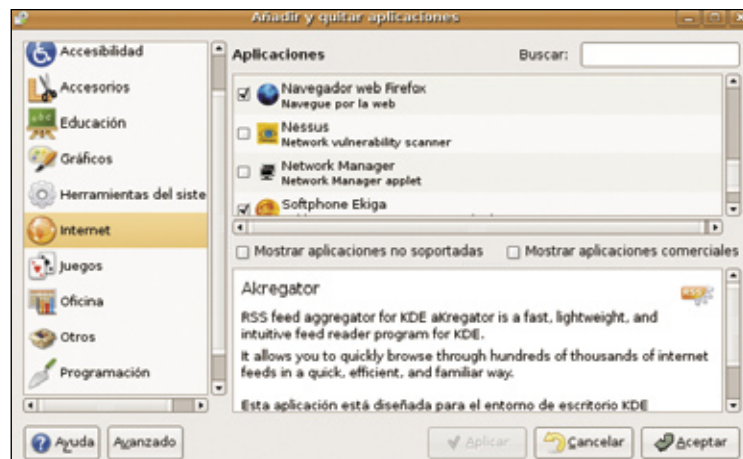 Añadir y quitar aplicaciones
Accesibilidad
Accesorios
Educación
Gráficos
Herramientas del siste
Internet
Juegos
Oficina
Otros
Programación
Aplicaciones
Buscar:
Navegador web Firefox
Navegue por la web
Nessus
Network vulnerability scanner
Network Manager
Network Manager applet
Softphone Ekiga
Mostrar aplicaciones no soportadas
Mostrar aplicaciones comerciales
Akregator
RSS
RSS feed aggregator for KDE aKregator is a fast, lightweight, and
intuitive feed reader program for KDE.
It allows you to quickly browse through hundreds of thousands of internet
feeds in a quick, efficient, and familiar way.
Esta aplicación está diseñada para el entorno de escritorio KDE
Ayuda
Avanzado
Aplicar
Cancelar
Aceptar